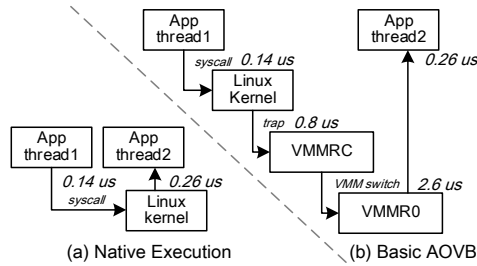 App
thread1
syscall 0.14 us
Linux
Kernel
trap 0.8 us
VMMRC
VMM switch 2.6 us
VMMR0
App
thread2
0.26 us
App
thread1
App
thread2
0.14 us
syscall
0.26 us
Linux
kernel
(a) Native Execution
(b) Basic AOVB